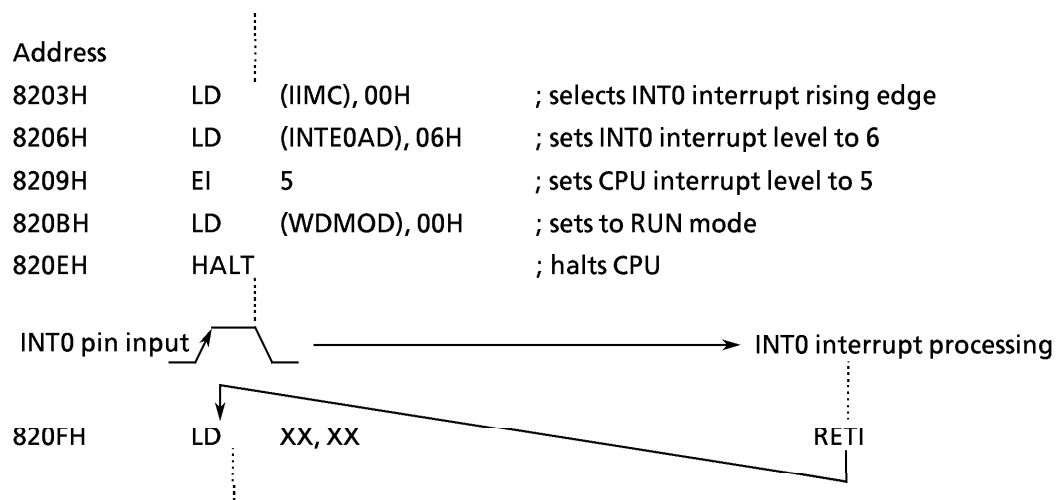 Address
8203H LD (IIMC), 00H ; selects INT0 interrupt rising edge
8206H LD (INTE0AD), 06H ; sets INT0 interrupt level to 6
8209H EI 5 ; sets CPU interrupt level to 5
820BH LD (WDMOD), 00H ; sets to RUN mode
820EH HALT ; halts CPU
INT0 pin input INT0 interrupt processing
820FH LD XX, XX RETI